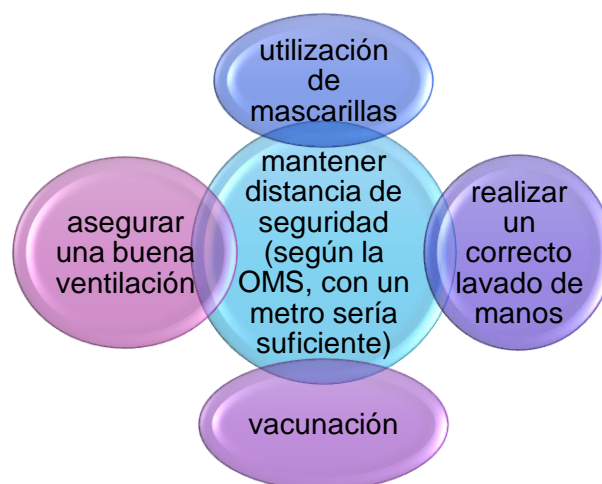 utilización
de
mascarillas
mantener
distancia de
seguridad
(según la
OMS, con un
metro sería
suficiente)
asegurar
una buena
ventilación
realizar
un
correcto
lavado de
manos
vacunación